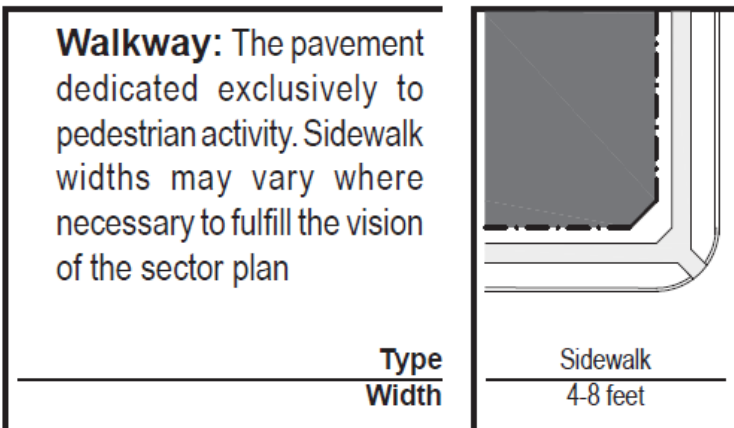 Walkway: The pavement
dedicated exclusively to
pedestrian activity. Sidewalk
widths may vary where
necessary to fulfill the vision
of the sector plan
Type
Sidewalk
Width
4-8 feet